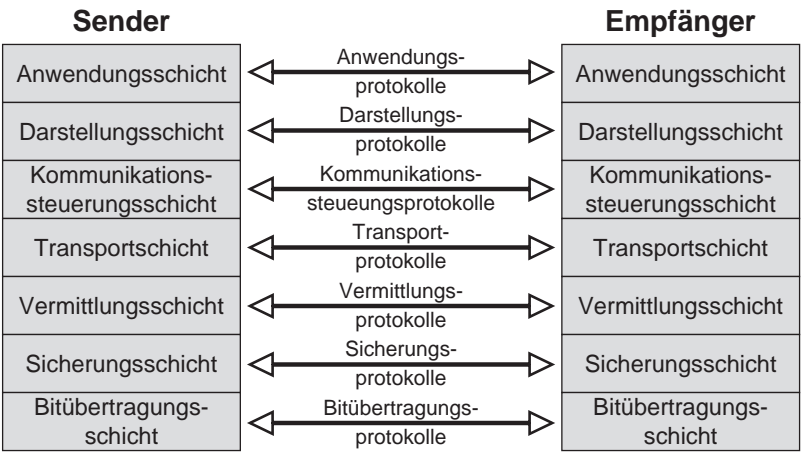 Sender
Empfänger
Anwendungsschicht
Anwendungs-
protokolle
Anwendungsschicht
Darstellungsschicht
Darstellungs-
protokolle
Darstellungsschicht
Kommunikations-
steuerungsschicht
Kommunikations-
steueungsprotokolle
Kommunikations-
steuerungsschicht
Transportschicht
Transport-
protokolle
Transportschicht
Vermittlungsschicht
Vermittlungs-
protokolle
Vermittlungsschicht
Sicherungsschicht
Sicherungs-
protokolle
Sicherungsschicht
Bitübertragungs-
schicht
Bitübertragungs-
protokolle
Bitübertragungs-
schicht